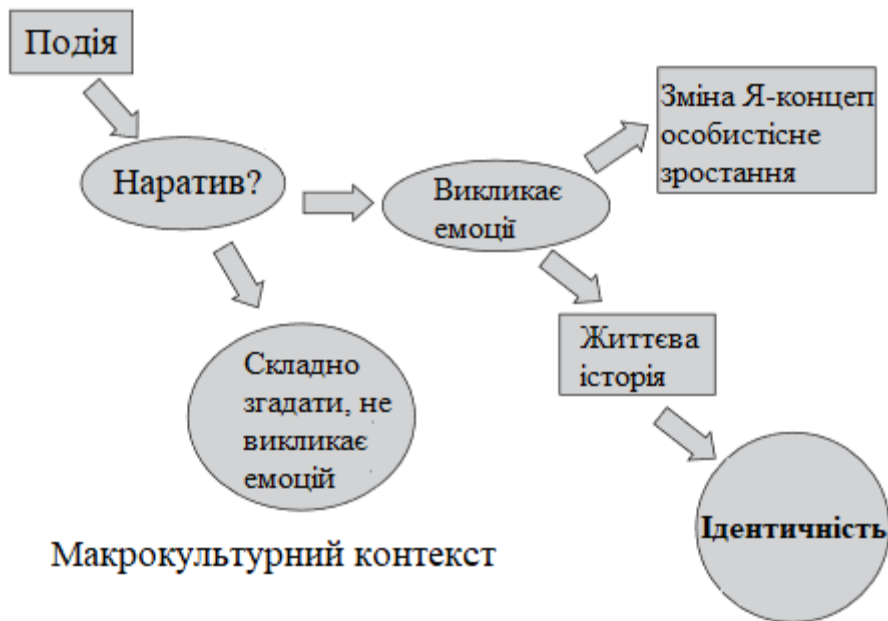 Подія
Наратив?
Викликає
емоції
Зміна Я-концеп
особистісне
зростання
Складно
згадати, не
викликає
емоцій
Життєва
історія
Ідентичність
Макрокультурний контекст